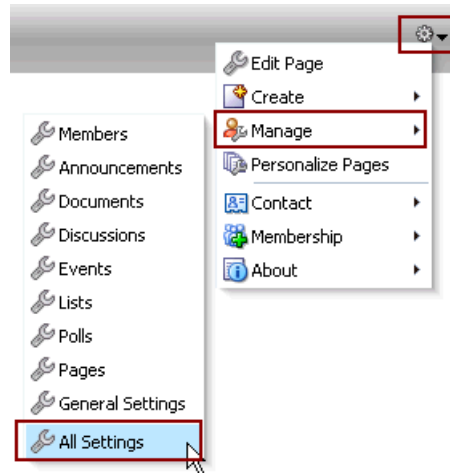 Edit Page
Create
Manage
Personalize Pages
Contact
Membership
About
Members
Announcements
Documents
Discussions
Events
Lists
Polls
Pages
General Settings
All Settings